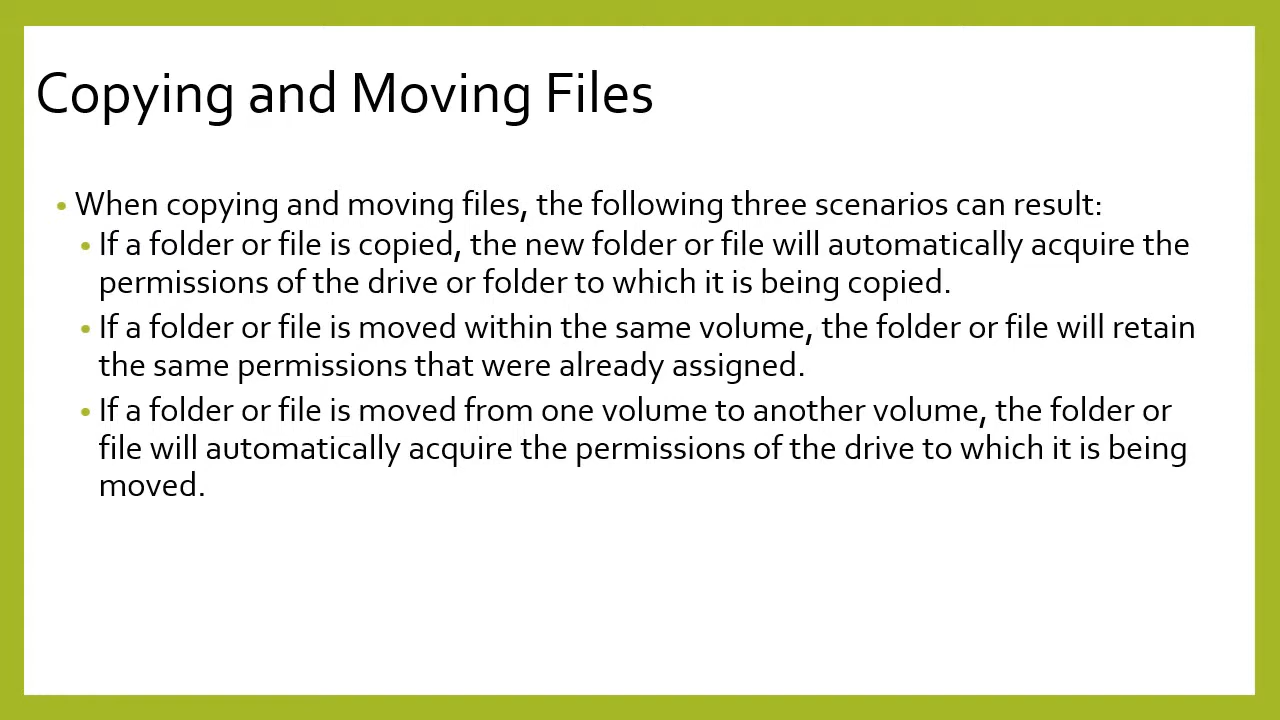 Copying and Moving Files
• When copying and moving files, the following three scenarios can result:
• If a folder or file is copied, the new folder or file will automatically acquire the
permissions of the drive or folder to which it is being copied.
• If a folder or file is moved within the same volume, the folder or file will retain
the same permissions that were already assigned.
• If a folder or file is moved from one volume to another volume, the folder or
file will automatically acquire the permissions of the drive to which it is being
moved.